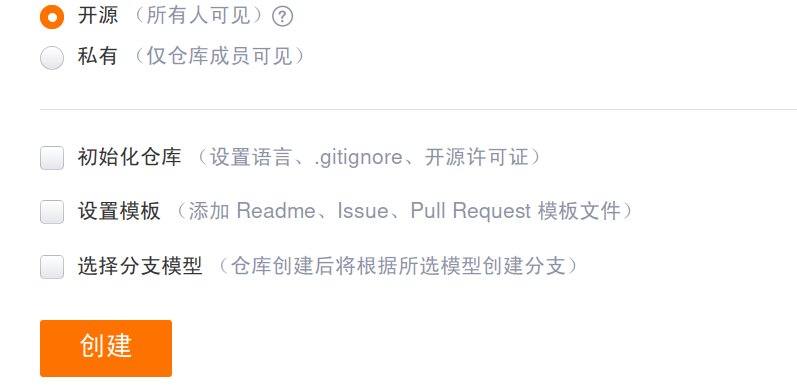 开源（所有人可见）?
私有（仅仓库成员可见）
初始化仓库（设置语言、.gitignore、开源许可证）
设置模板（添加 Readme、Issue、Pull Request 模板文件）
选择分支模型（仓库创建后将根据所选模型创建分支）
创建